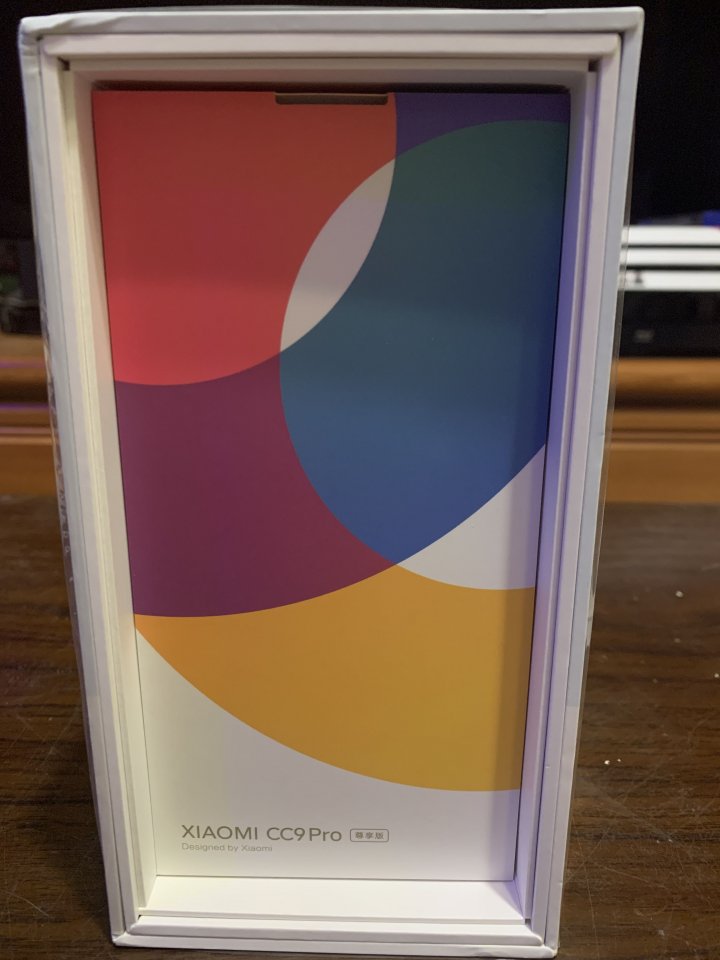 XIAOMI CC9 Pro 尊享版
Designed by Xiaomi